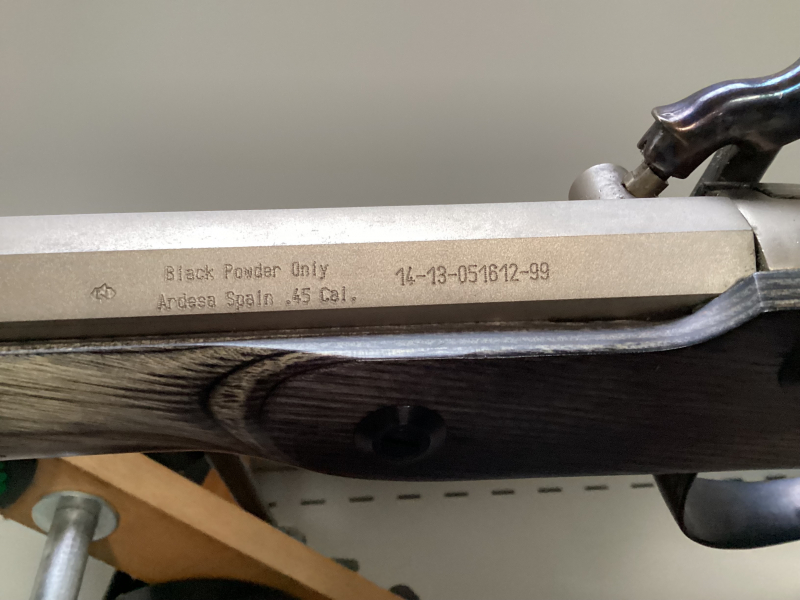 Black Powder Only
Ardesa Spain .45 Cal.
14-13-051612-99